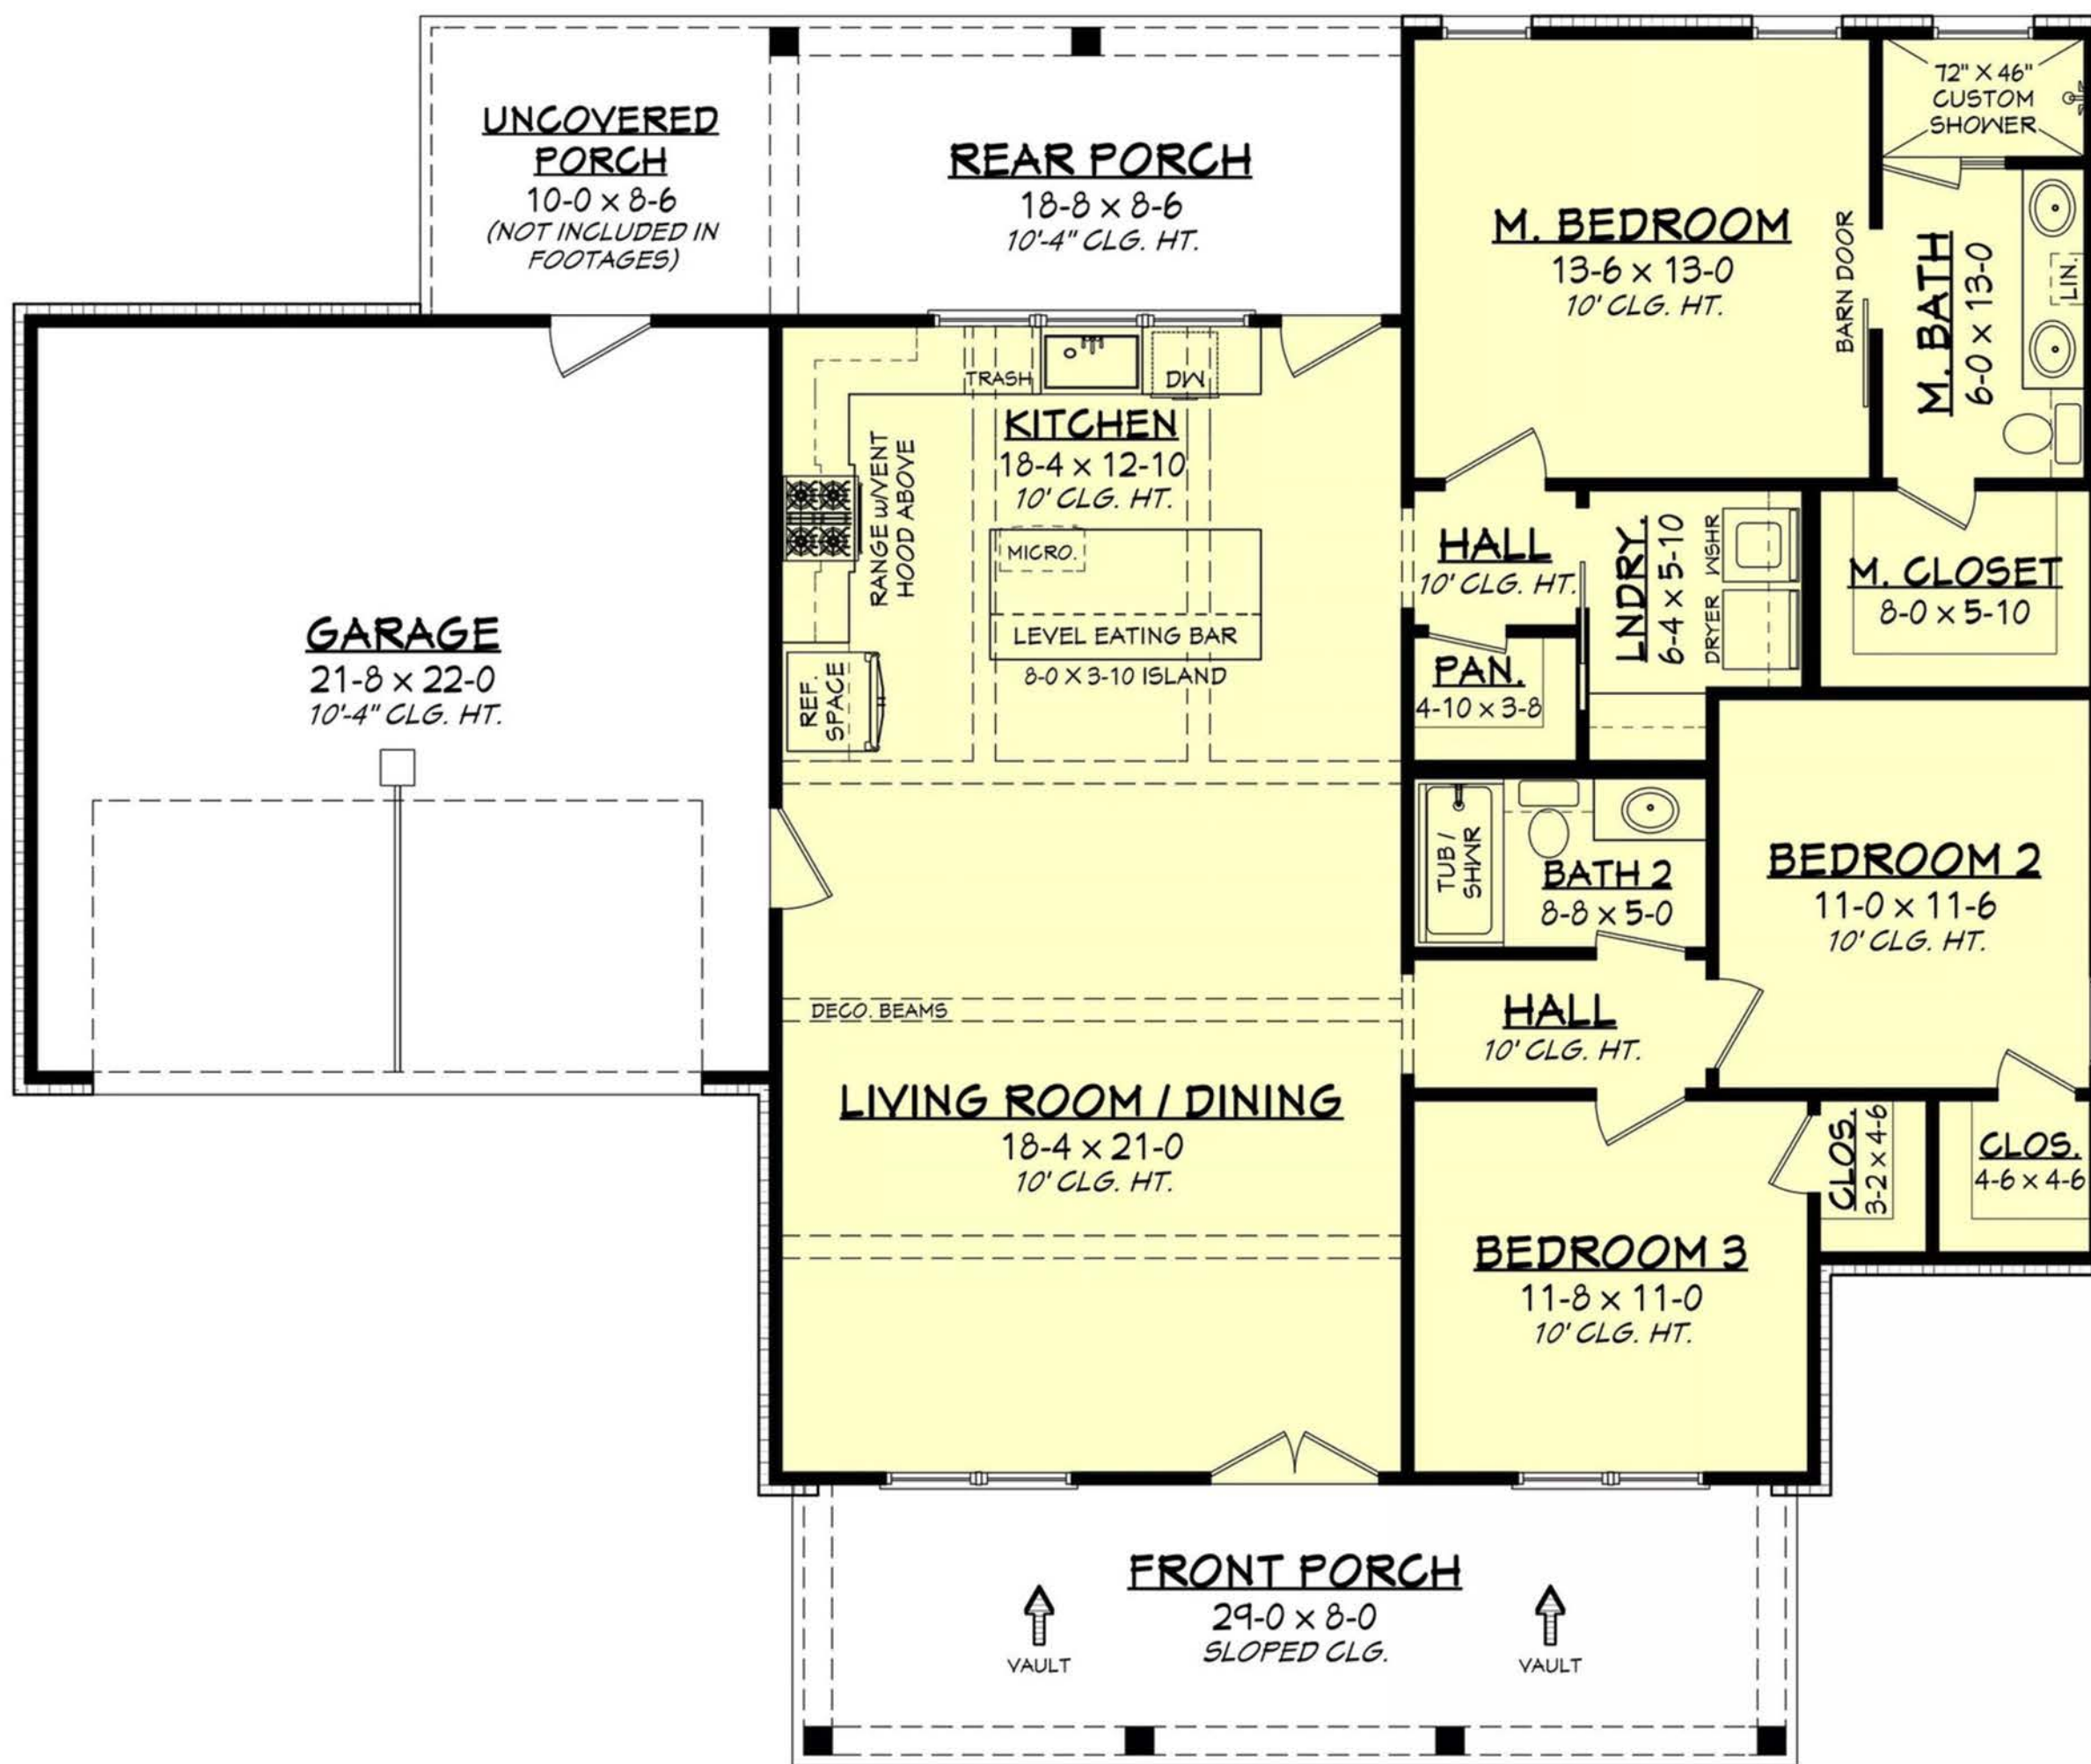 UNCOVERED
PORCH
10-0 x 8-6
(NOT INCLUDED IN
FOOTAGES)
REAR PORCH
18-8 x 8-6
10'-4" CLG. HT.
M. BEDROOM
13-6 x 13-0
10' CLG. HT.
BARN DOOR
72" X 46"
CUSTOM
SHOWER
M. BATH
6-0 x 13-0
LIN.
TRASH
DW
KITCHEN
18-4 x 12-10
10' CLG. HT.
RANGE W/VENT
HOOD ABOVE
MICRO.
LEVEL EATING BAR
8-0 X 3-10 ISLAND
REF.
SPACE
HALL
10' CLG. HT.
LNDRY.
6-4 x 5-10
WSHR
DRYER
M. CLOSET
8-0 x 5-10
PAN.
4-10 x 3-8
GARAGE
21-8 x 22-0
10'-4" CLG. HT.
TUB /
SHWR
BATH 2
8-8 x 5-0
BEDROOM 2
11-0 x 11-6
10' CLG. HT.
DECO. BEAMS
HALL
10' CLG. HT.
LIVING ROOM / DINING
18-4 x 21-0
10' CLG. HT.
CLOS.
3-2 x 4-6
CLOS.
4-6 x 4-6
BEDROOM 3
11-8 x 11-0
10' CLG. HT.
FRONT PORCH
29-0 x 8-0
SLOPED CLG.
VAULT
VAULT